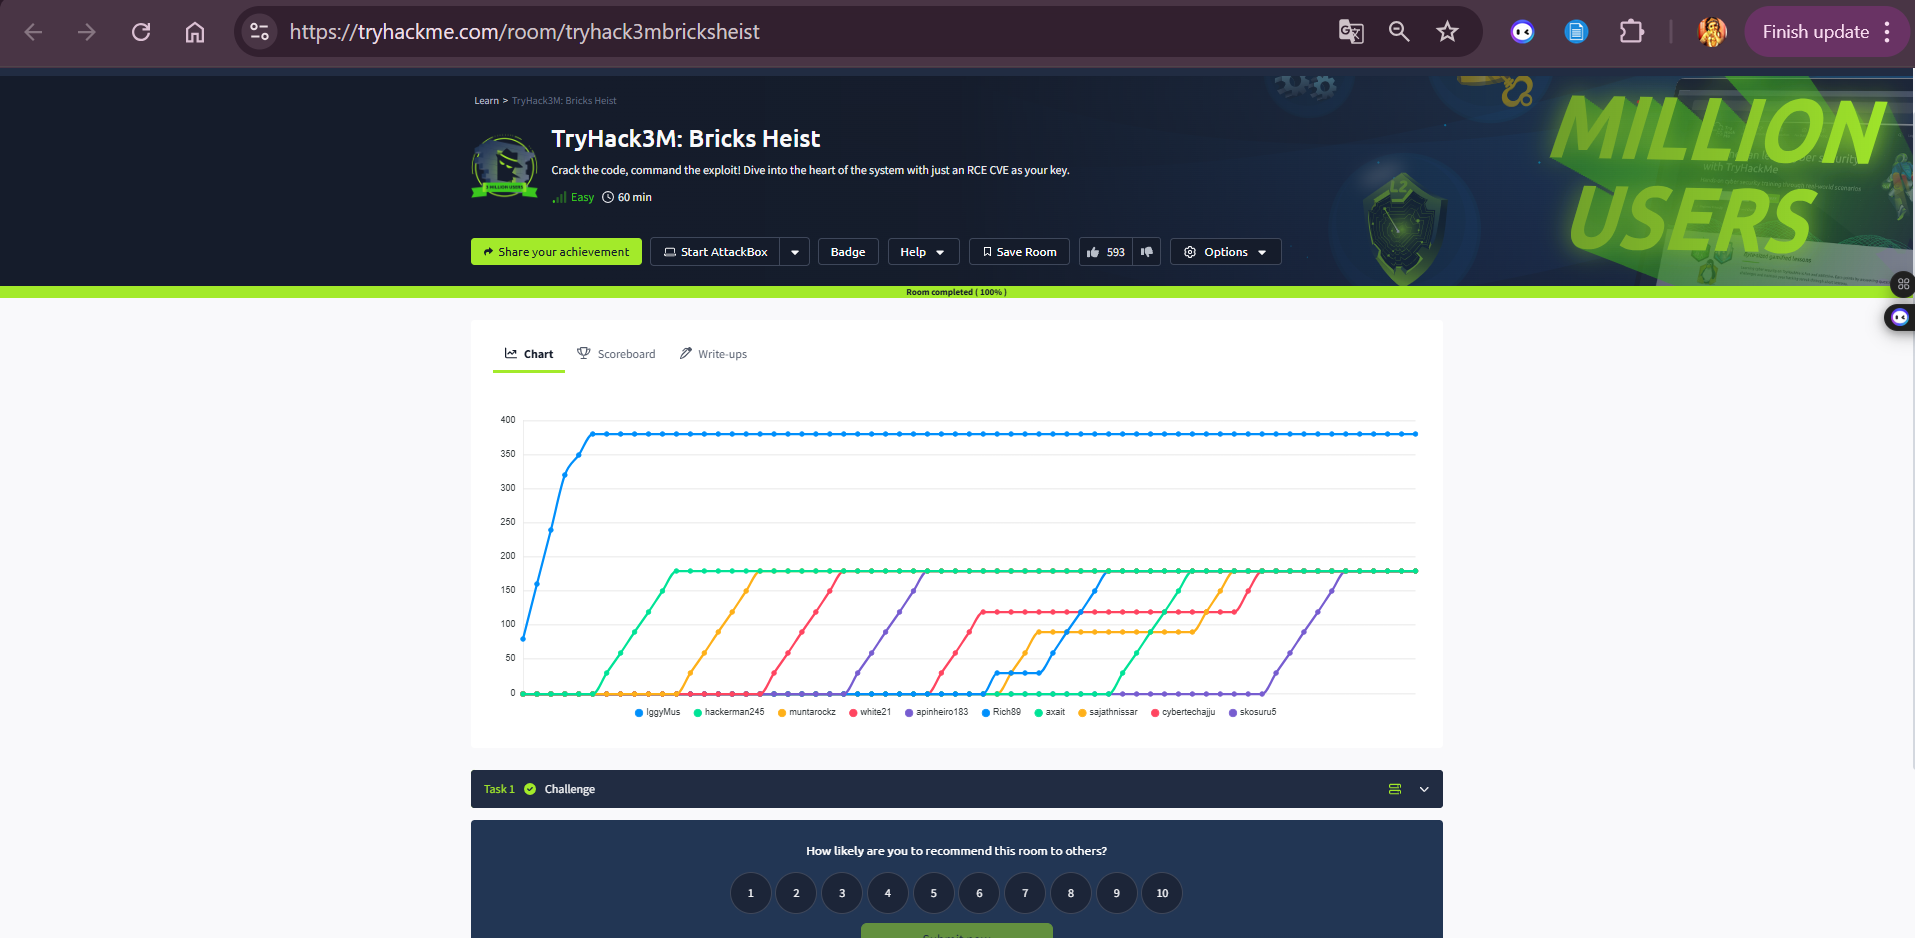 https://tryhackme.com/room/tryhack3mbricksheist
Finish update
Learn > TryHack3M: Bricks Heist
TryHack3M: Bricks Heist
Crack the code, command the exploit! Dive into the heart of the system with just an RCE CVE as your key.
Easy 60 min
MILLION
USERS
with TryHackMe
3 MILLION USERS
Share your achievement Start AttackBox Badge Help Save Room 593 Options
Room completed ( 100% )
Chart Scoreboard Write-ups
400
350
300
250
200
150
100
50
0
IggyMus hackerman245 muntarockz white21 apinheiro183 Rich89 axait sajathnissar cybertechajju skosuru5
Task 1 Challenge
How likely are you to recommend this room to others?
1 2 3 4 5 6 7 8 9 10